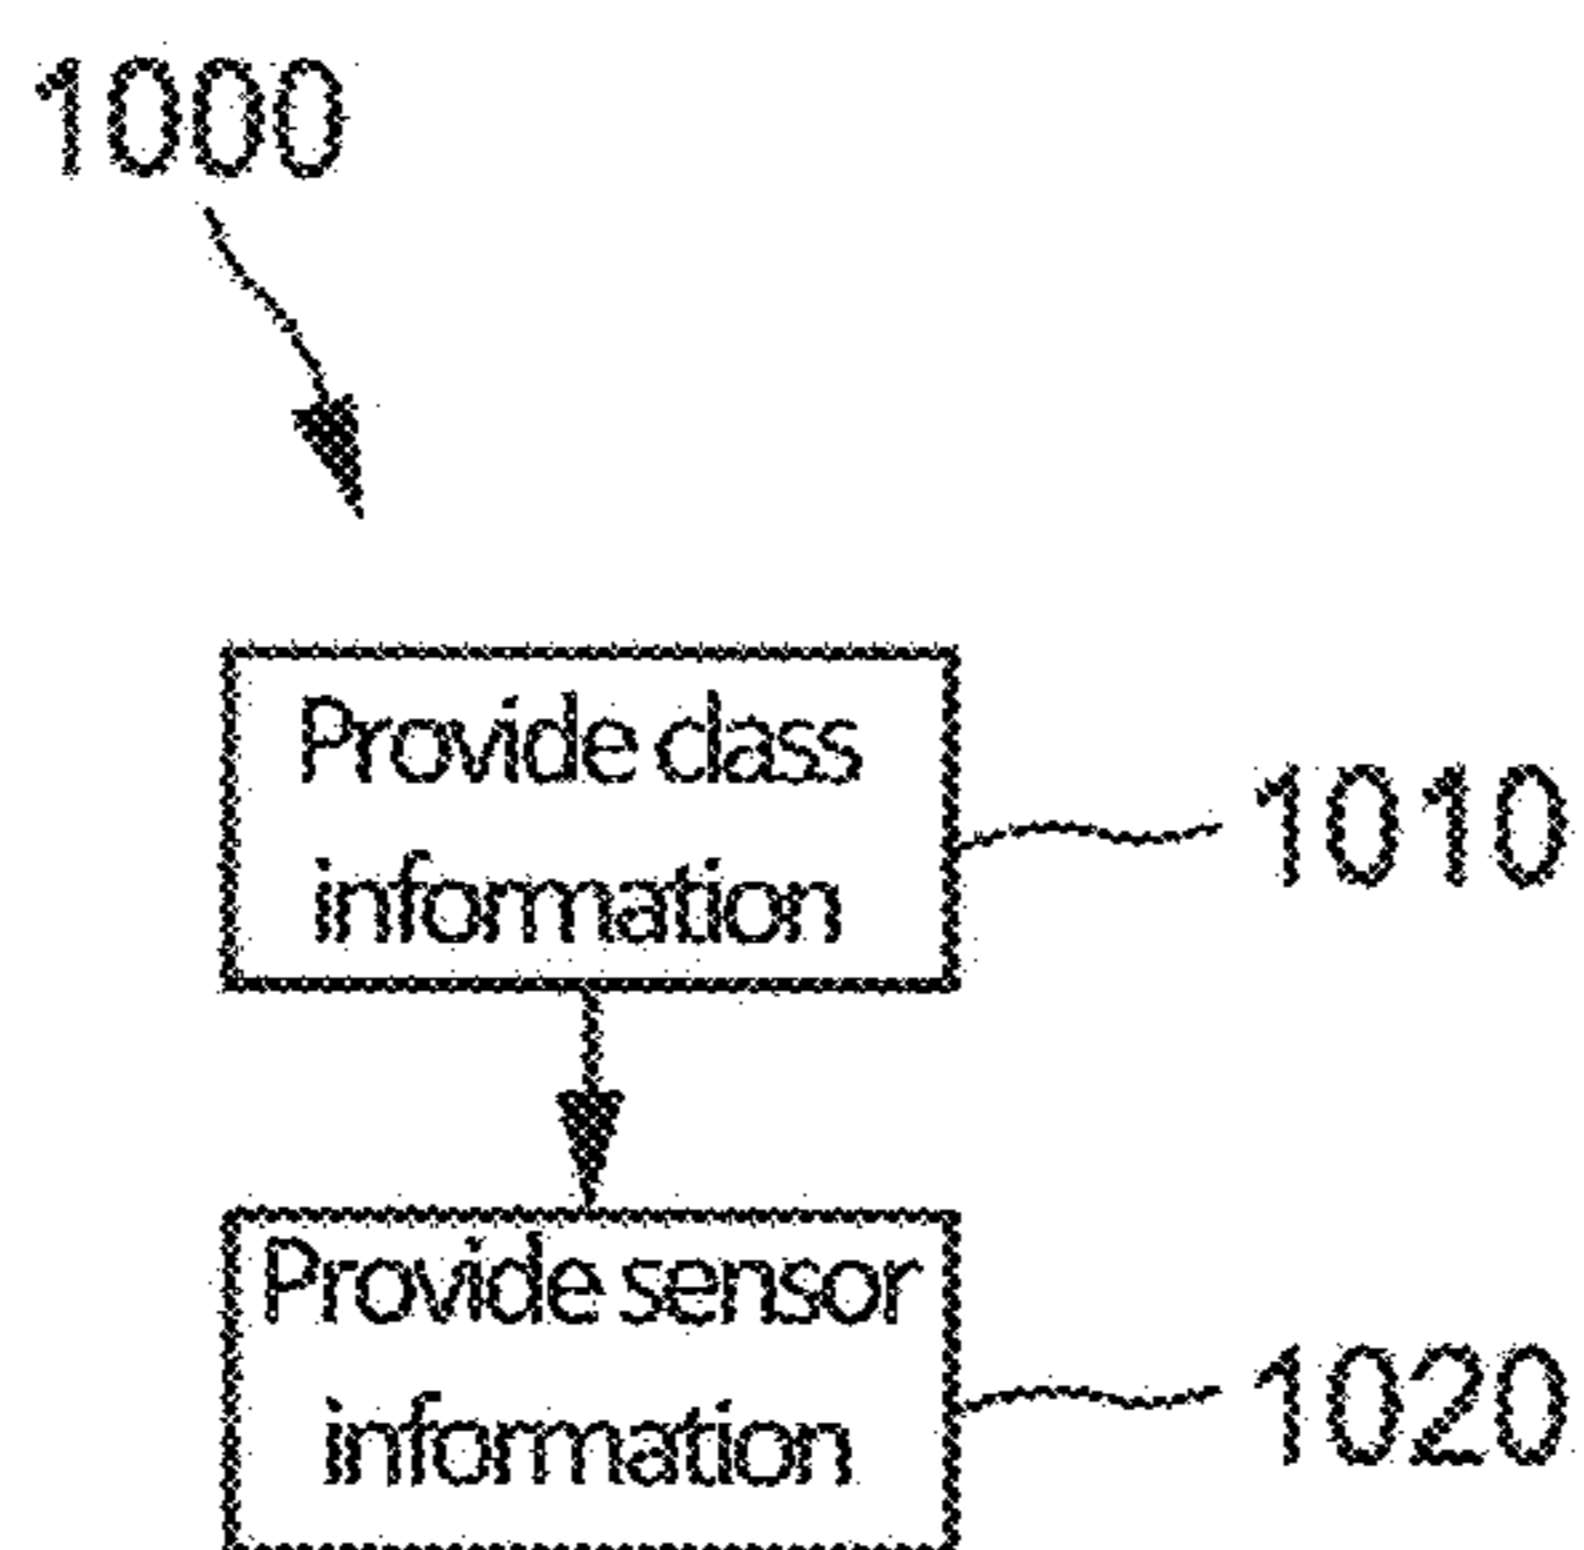 1000
Provide class
information
1010
Provide sensor
information
1020